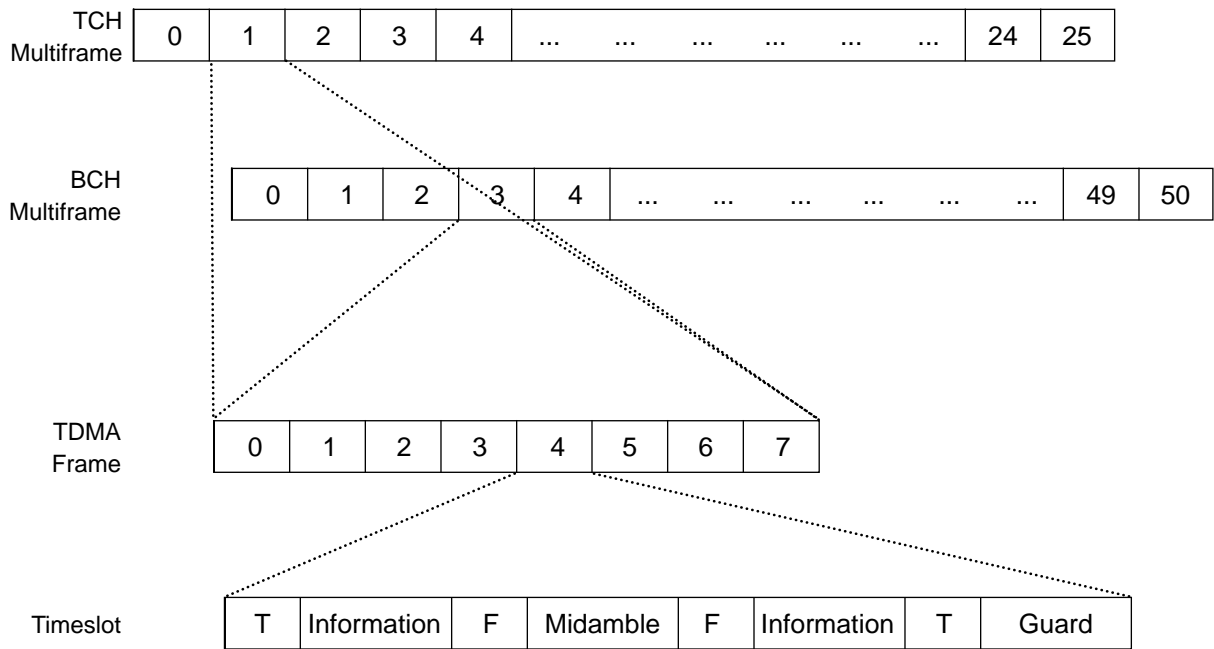 TCH
Multiframe
0 1 2 3 4 ... ... ... ... ... ... 24 25
BCH
Multiframe
0 1 2 3 4 ... ... ... ... ... ... 49 50
TDMA
Frame
0 1 2 3 4 5 6 7
Timeslot
T Information F Midamble F Information T Guard